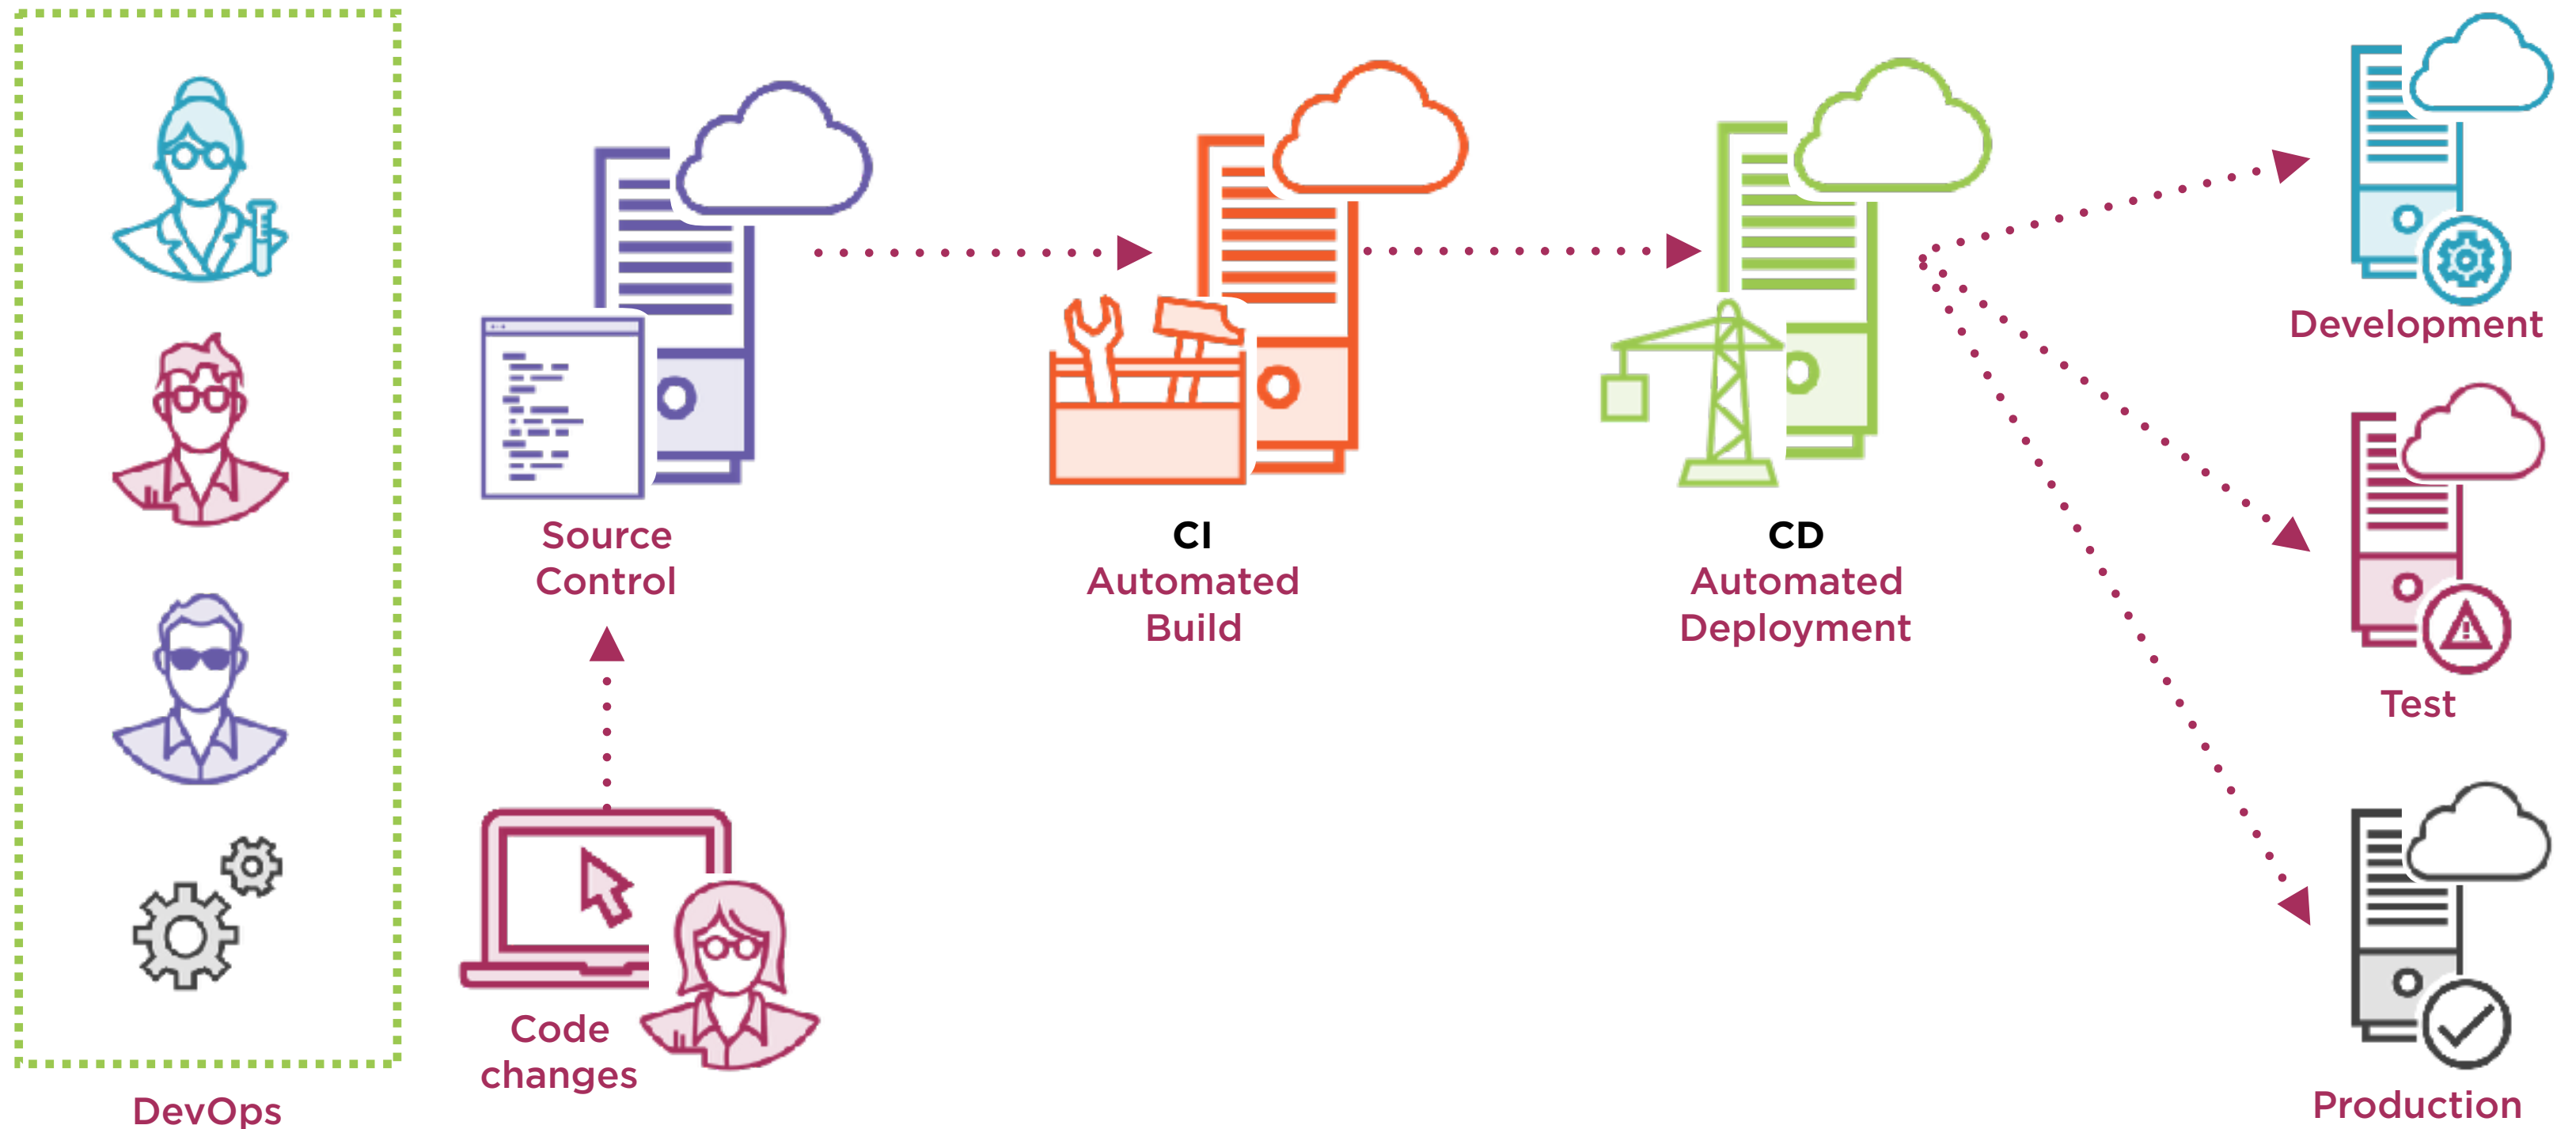 DevOps
Source
Control
Code
changes
CI
Automated
Build
CD
Automated
Deployment
Development
Test
Production